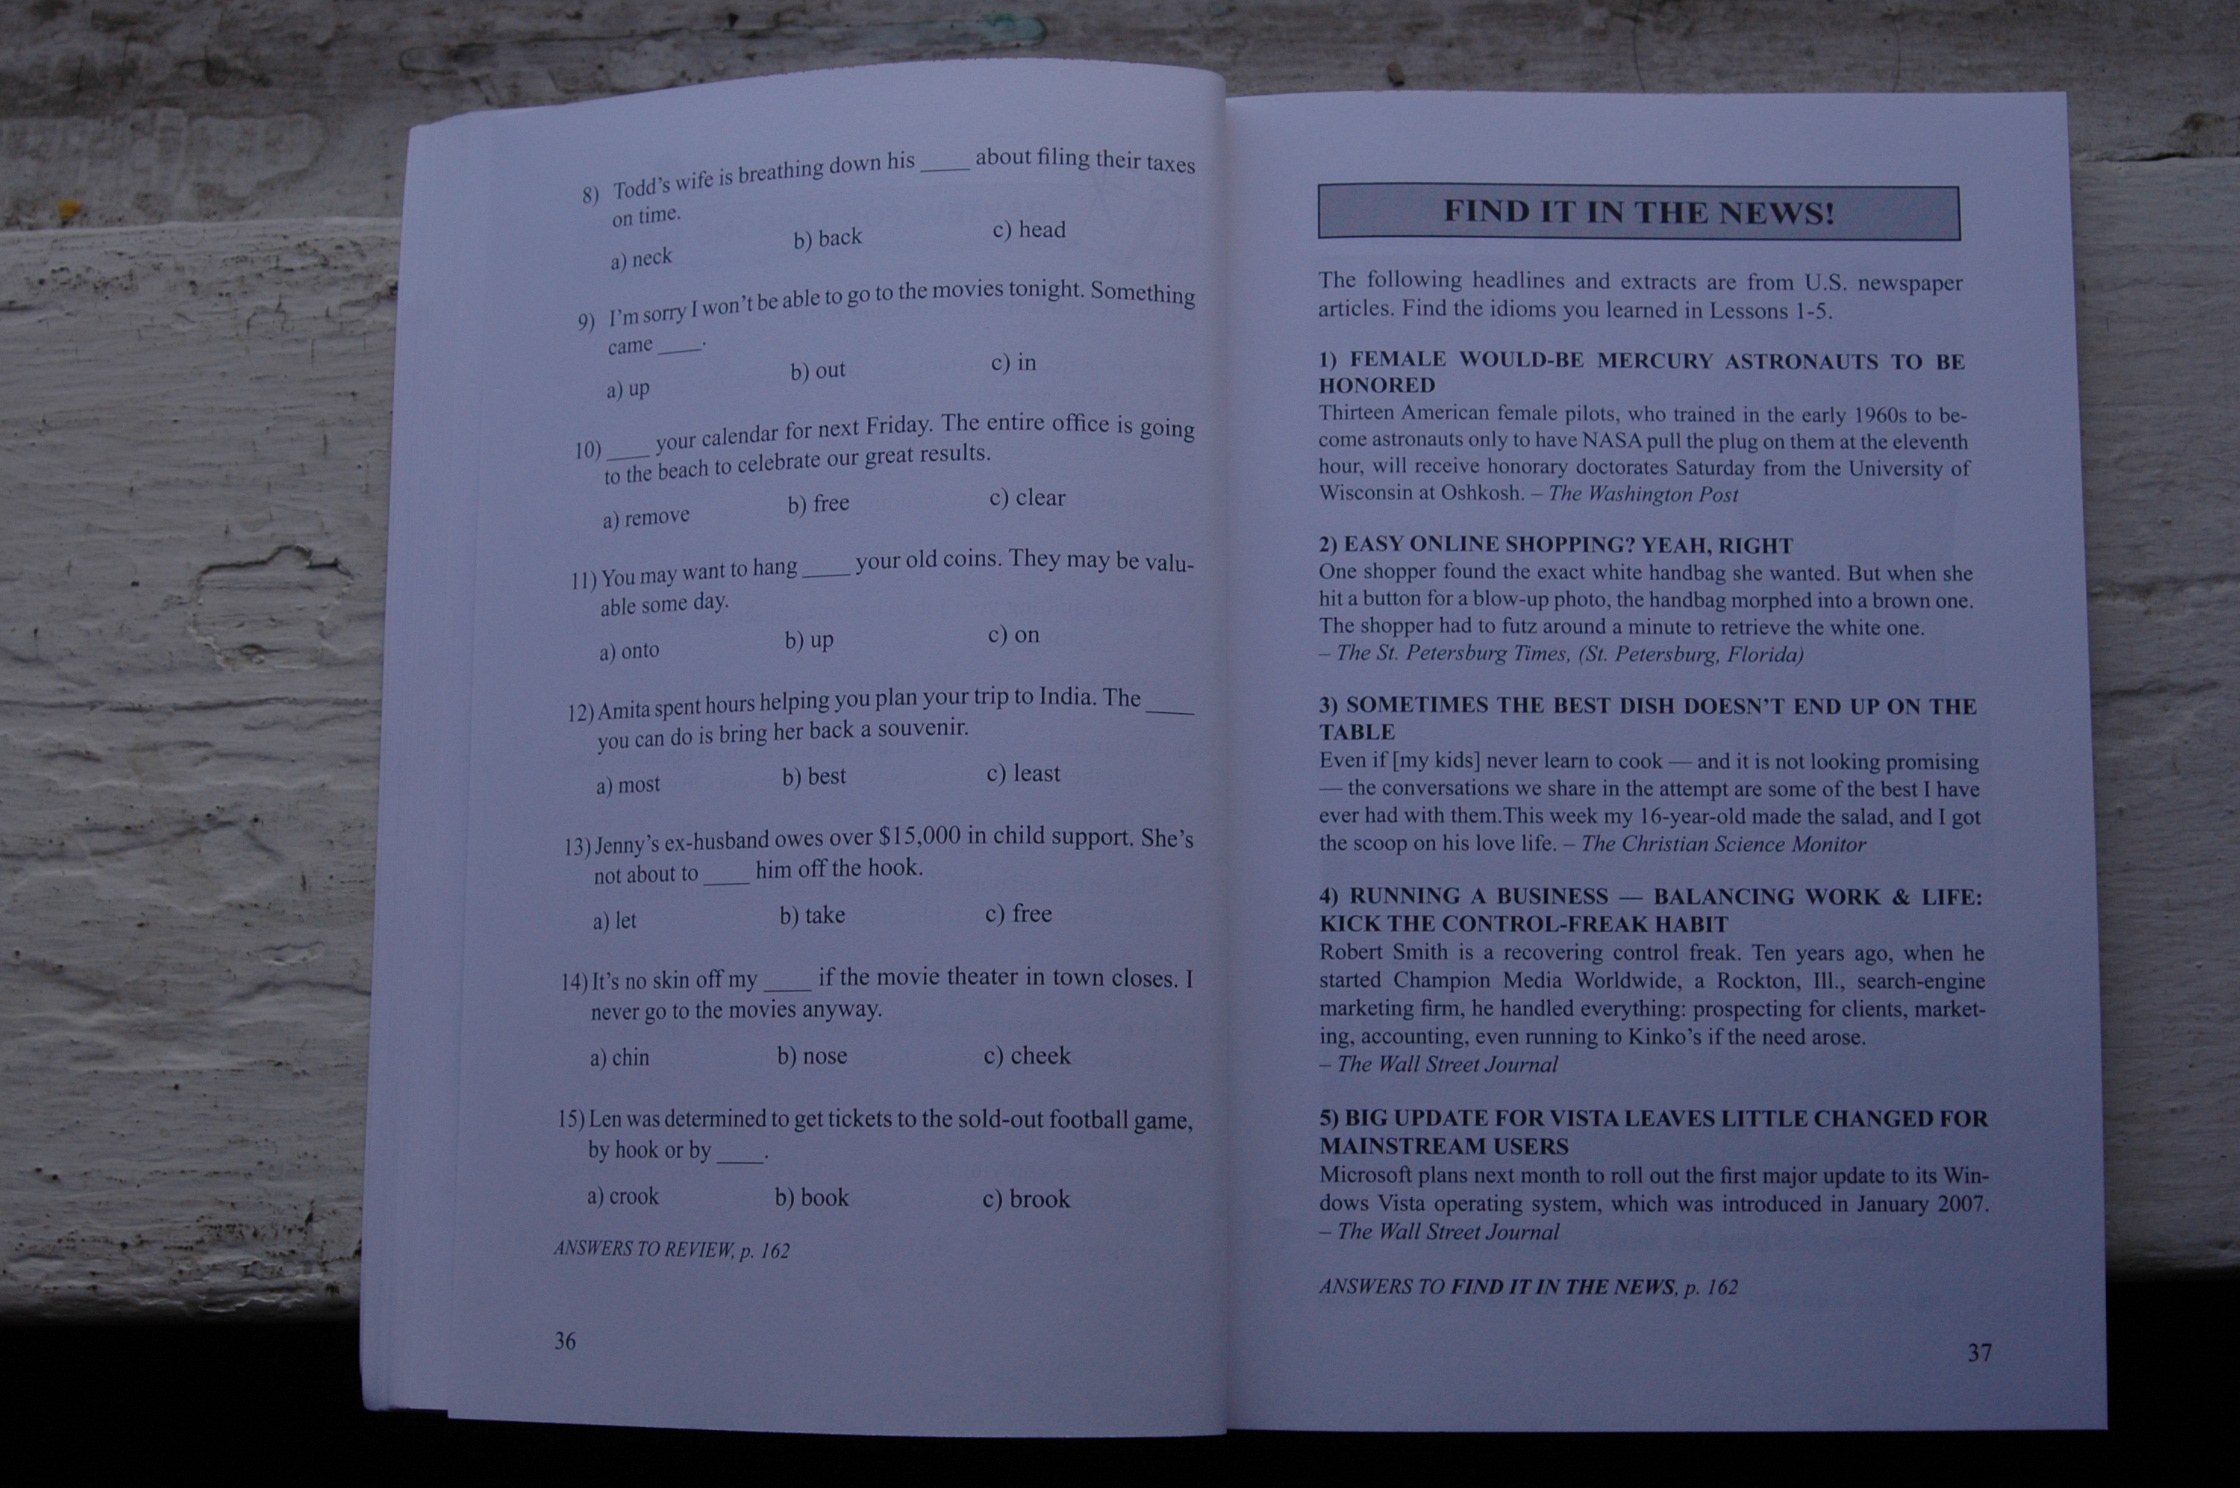 8) Todd's wife is breathing down his ____ about filing their taxes
on time.
a) neck b) back c) head
9) I'm sorry I won't be able to go to the movies tonight. Something
came ____.
a) up b) out c) in
10) ____ your calendar for next Friday. The entire office is going
to the beach to celebrate our great results.
a) remove b) free c) clear
11) You may want to hang ____ your old coins. They may be valu-
able some day.
a) onto b) up c) on
12) Amita spent hours helping you plan your trip to India. The ____
you can do is bring her back a souvenir.
a) most b) best c) least
13) Jenny's ex-husband owes over $15,000 in child support. She's
not about to ____ him off the hook.
a) let b) take c) free
14) It's no skin off my ____ if the movie theater in town closes. I
never go to the movies anyway.
a) chin b) nose c) cheek
15) Len was determined to get tickets to the sold-out football game,
by hook or by ____.
a) crook b) book c) brook
ANSWERS TO REVIEW, p. 162
36
FIND IT IN THE NEWS!
The following headlines and extracts are from U.S. newspaper
articles. Find the idioms you learned in Lessons 1-5.
1) FEMALE WOULD-BE MERCURY ASTRONAUTS TO BE
HONORED
Thirteen American female pilots, who trained in the early 1960s to be-
come astronauts only to have NASA pull the plug on them at the eleventh
hour, will receive honorary doctorates Saturday from the University of
Wisconsin at Oshkosh. – The Washington Post
2) EASY ONLINE SHOPPING? YEAH, RIGHT
One shopper found the exact white handbag she wanted. But when she
hit a button for a blow-up photo, the handbag morphed into a brown one.
The shopper had to futz around a minute to retrieve the white one.
– The St. Petersburg Times, (St. Petersburg, Florida)
3) SOMETIMES THE BEST DISH DOESN'T END UP ON THE
TABLE
Even if [my kids] never learn to cook — and it is not looking promising
— the conversations we share in the attempt are some of the best I have
ever had with them.This week my 16-year-old made the salad, and I got
the scoop on his love life. – The Christian Science Monitor
4) RUNNING A BUSINESS — BALANCING WORK & LIFE:
KICK THE CONTROL-FREAK HABIT
Robert Smith is a recovering control freak. Ten years ago, when he
started Champion Media Worldwide, a Rockton, Ill., search-engine
marketing firm, he handled everything: prospecting for clients, market-
ing, accounting, even running to Kinko's if the need arose.
– The Wall Street Journal
5) BIG UPDATE FOR VISTA LEAVES LITTLE CHANGED FOR
MAINSTREAM USERS
Microsoft plans next month to roll out the first major update to its Win-
dows Vista operating system, which was introduced in January 2007.
– The Wall Street Journal
ANSWERS TO FIND IT IN THE NEWS, p. 162
37